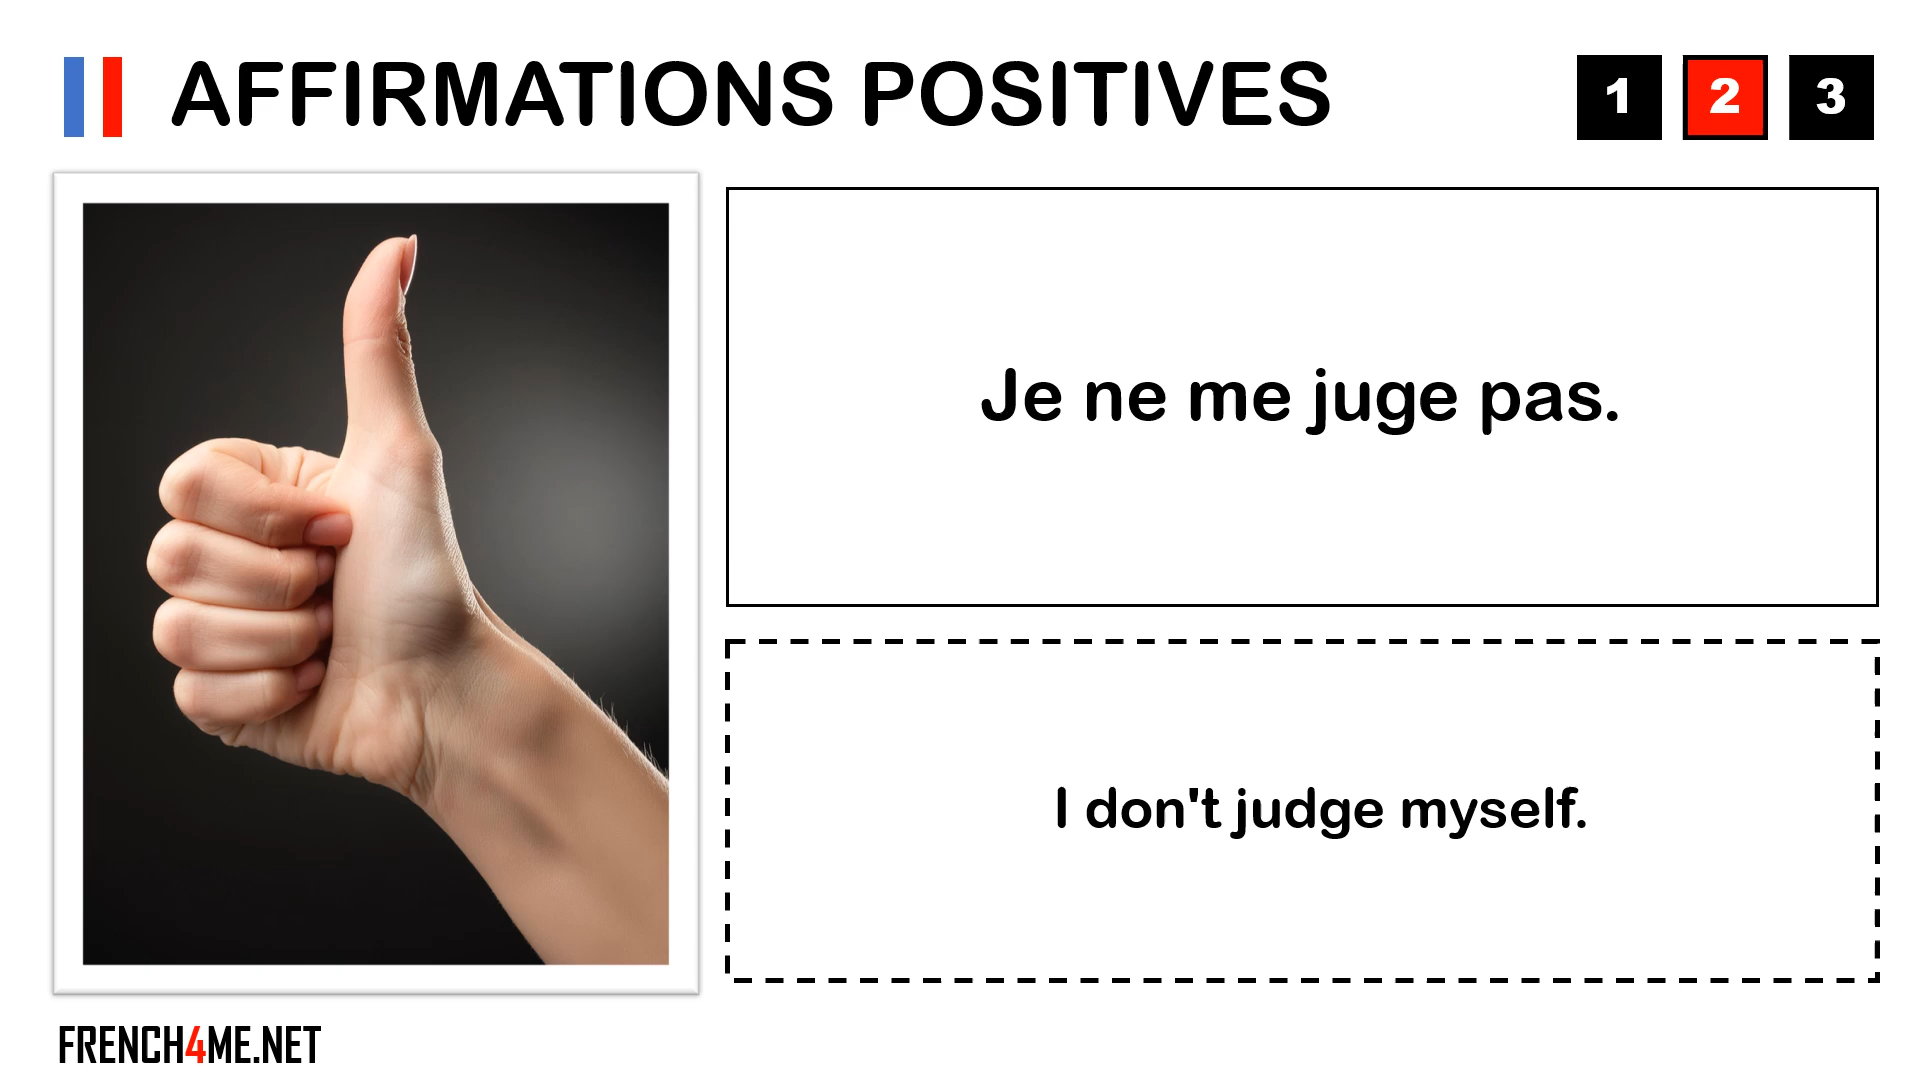 AFFIRMATIONS POSITIVES
1 2 3
Je ne me juge pas.
I don't judge myself.
FRENCH4ME.NET